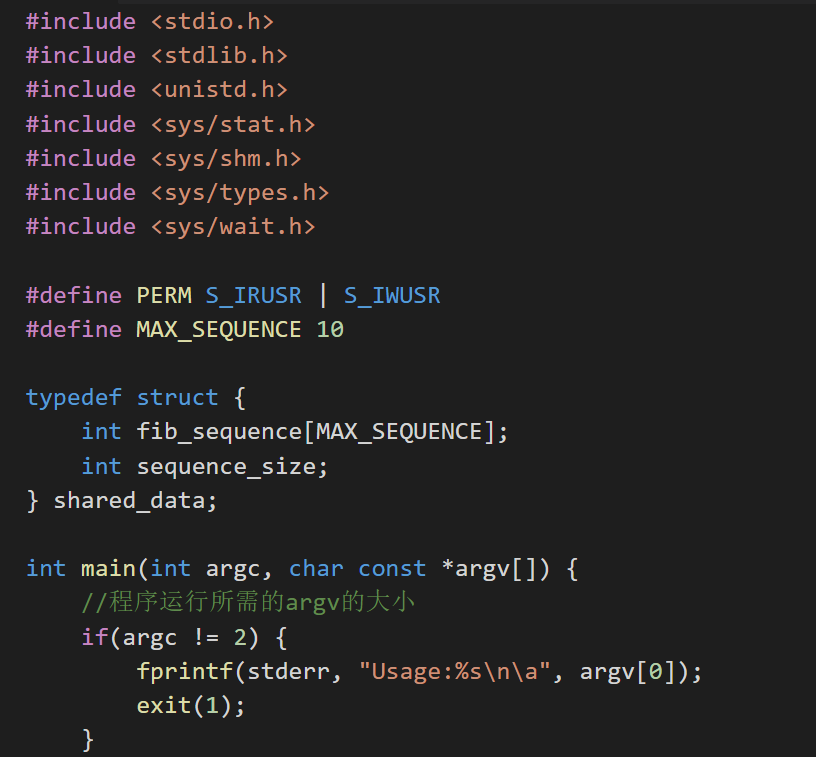 #include <stdio.h>
#include <stdlib.h>
#include <unistd.h>
#include <sys/stat.h>
#include <sys/shm.h>
#include <sys/types.h>
#include <sys/wait.h>
#define PERM S_IRUSR | S_IWUSR
#define MAX_SEQUENCE 10
typedef struct {
    int fib_sequence[MAX_SEQUENCE];
    int sequence_size;
} shared_data;
int main(int argc, char const *argv[]) {
    //程序运行所需的argv的大小
    if(argc != 2) {
        fprintf(stderr, "Usage:%s\n\a", argv[0]);
        exit(1);
    }